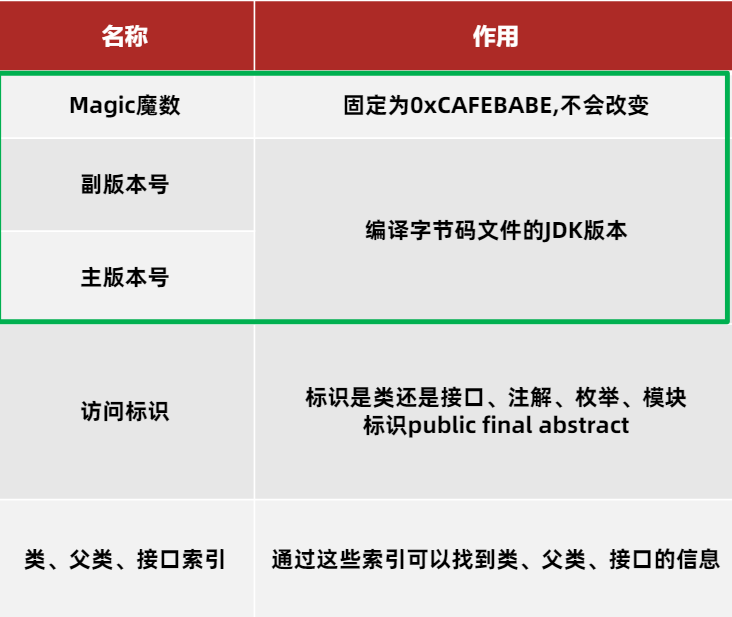 名称
作用
Magic魔数
固定为0xCAFEBABE,不会改变
副版本号
编译字节码文件的JDK版本
主版本号
访问标识
标识是类还是接口、注解、枚举、模块
标识public final abstract
类、父类、接口索引
通过这些索引可以找到类、父类、接口的信息